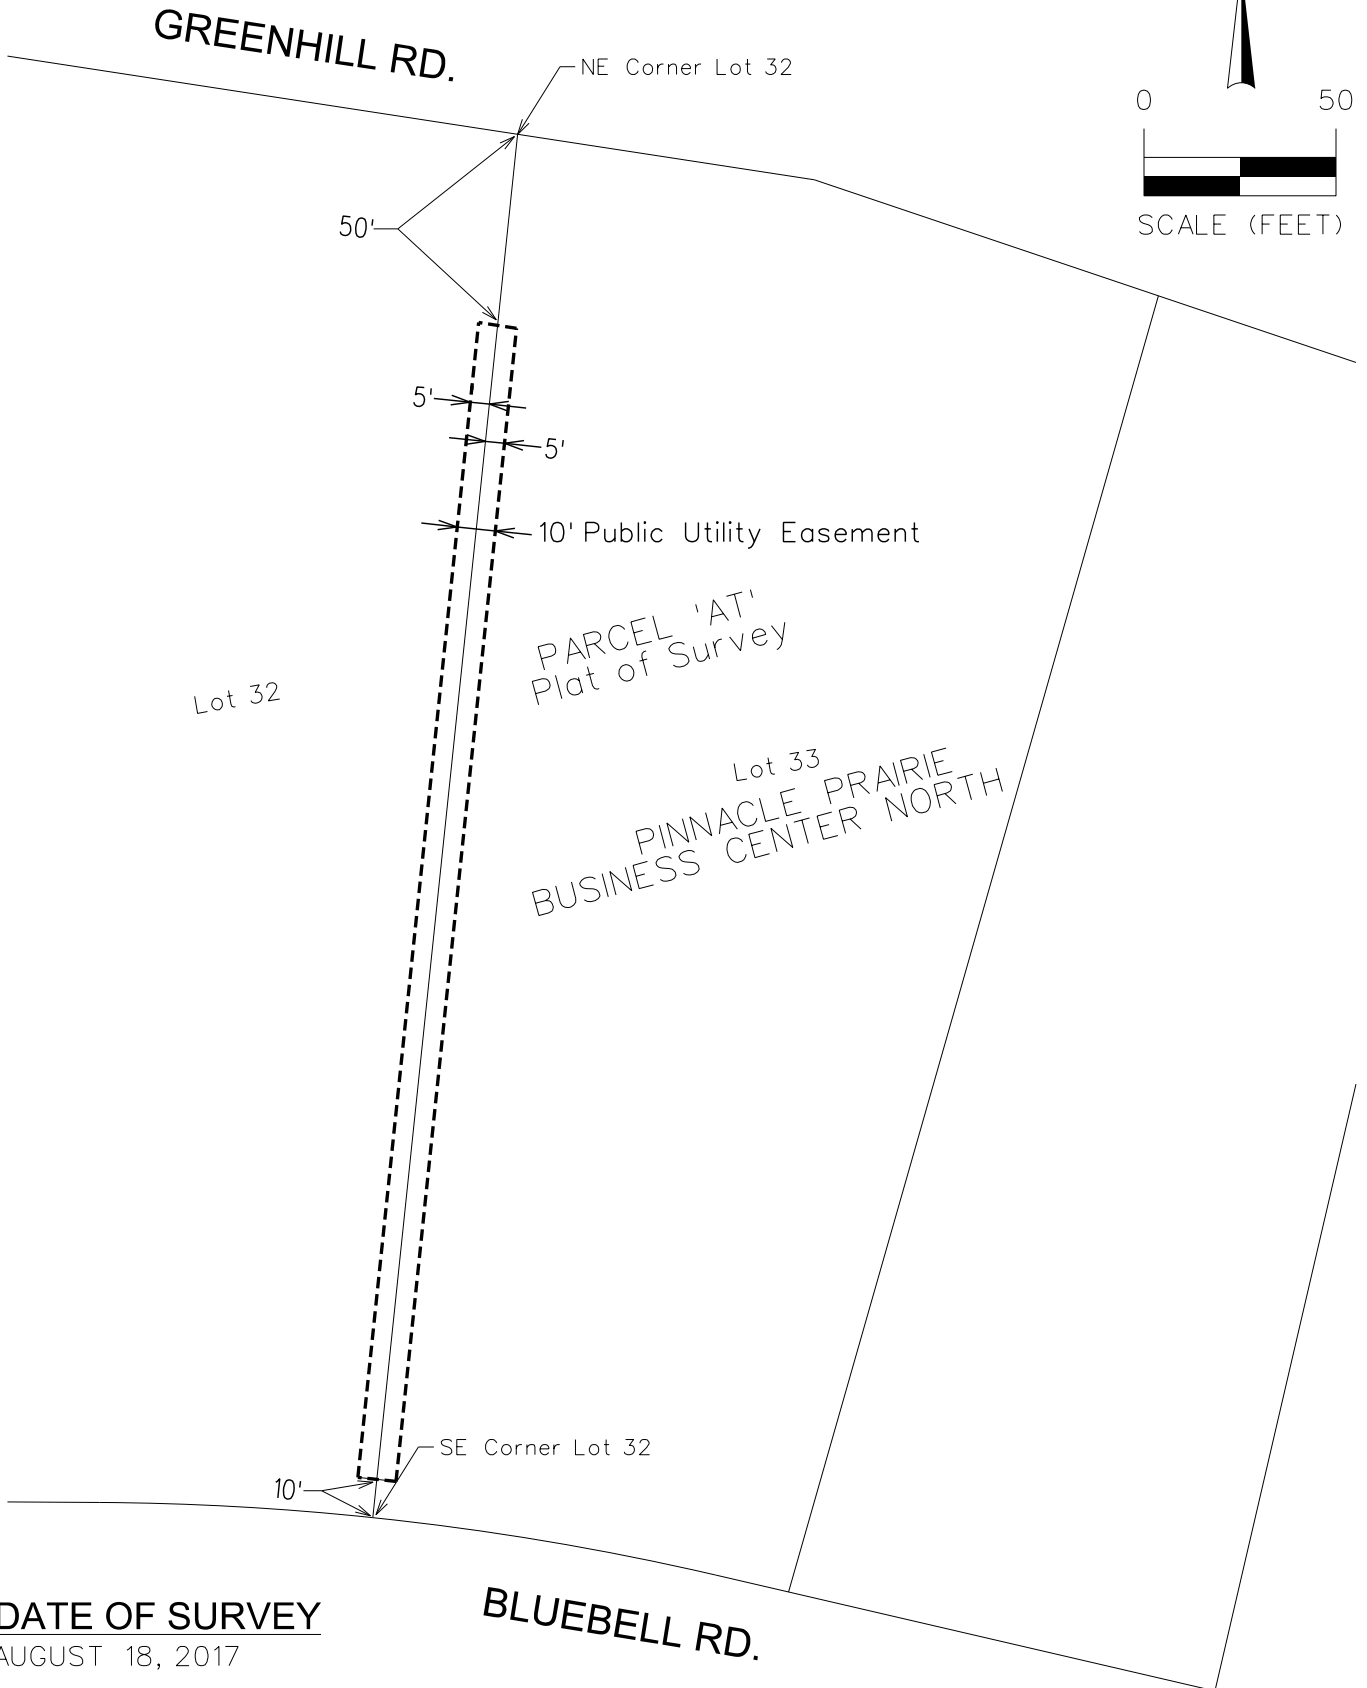 GREENHILL RD.
NE Corner Lot 32
0 50
SCALE (FEET)
50'
5'
5'
10' Public Utility Easement
PARCEL 'AT'
Plat of Survey
Lot 32
Lot 33
PINNACLE PRAIRIE
BUSINESS CENTER NORTH
SE Corner Lot 32
10'
BLUEBELL RD.
DATE OF SURVEY
AUGUST 18, 2017